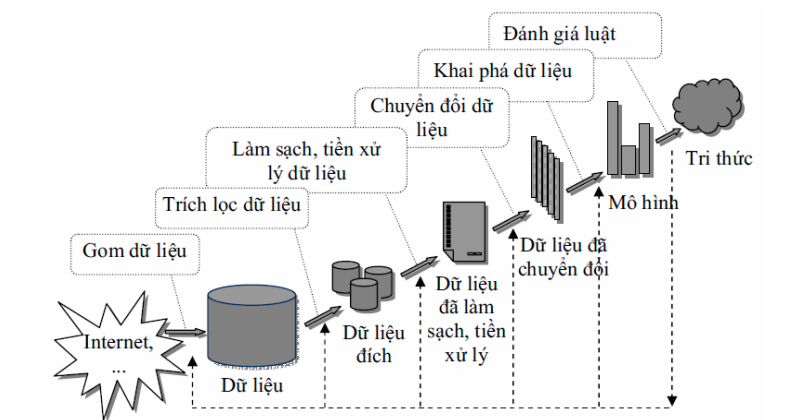 Đánh giá luật
Khai phá dữ liệu
Chuyển đổi dữ
liệu
Làm sạch, tiền xử
lý dữ liệu
Trích lọc dữ liệu
Gom dữ liệu
Internet,
...
Dữ liệu
Dữ liệu
đích
Dữ liệu
đã làm
sạch, tiền
xử lý
Dữ liệu đã
chuyển đổi
Mô hình
Tri thức